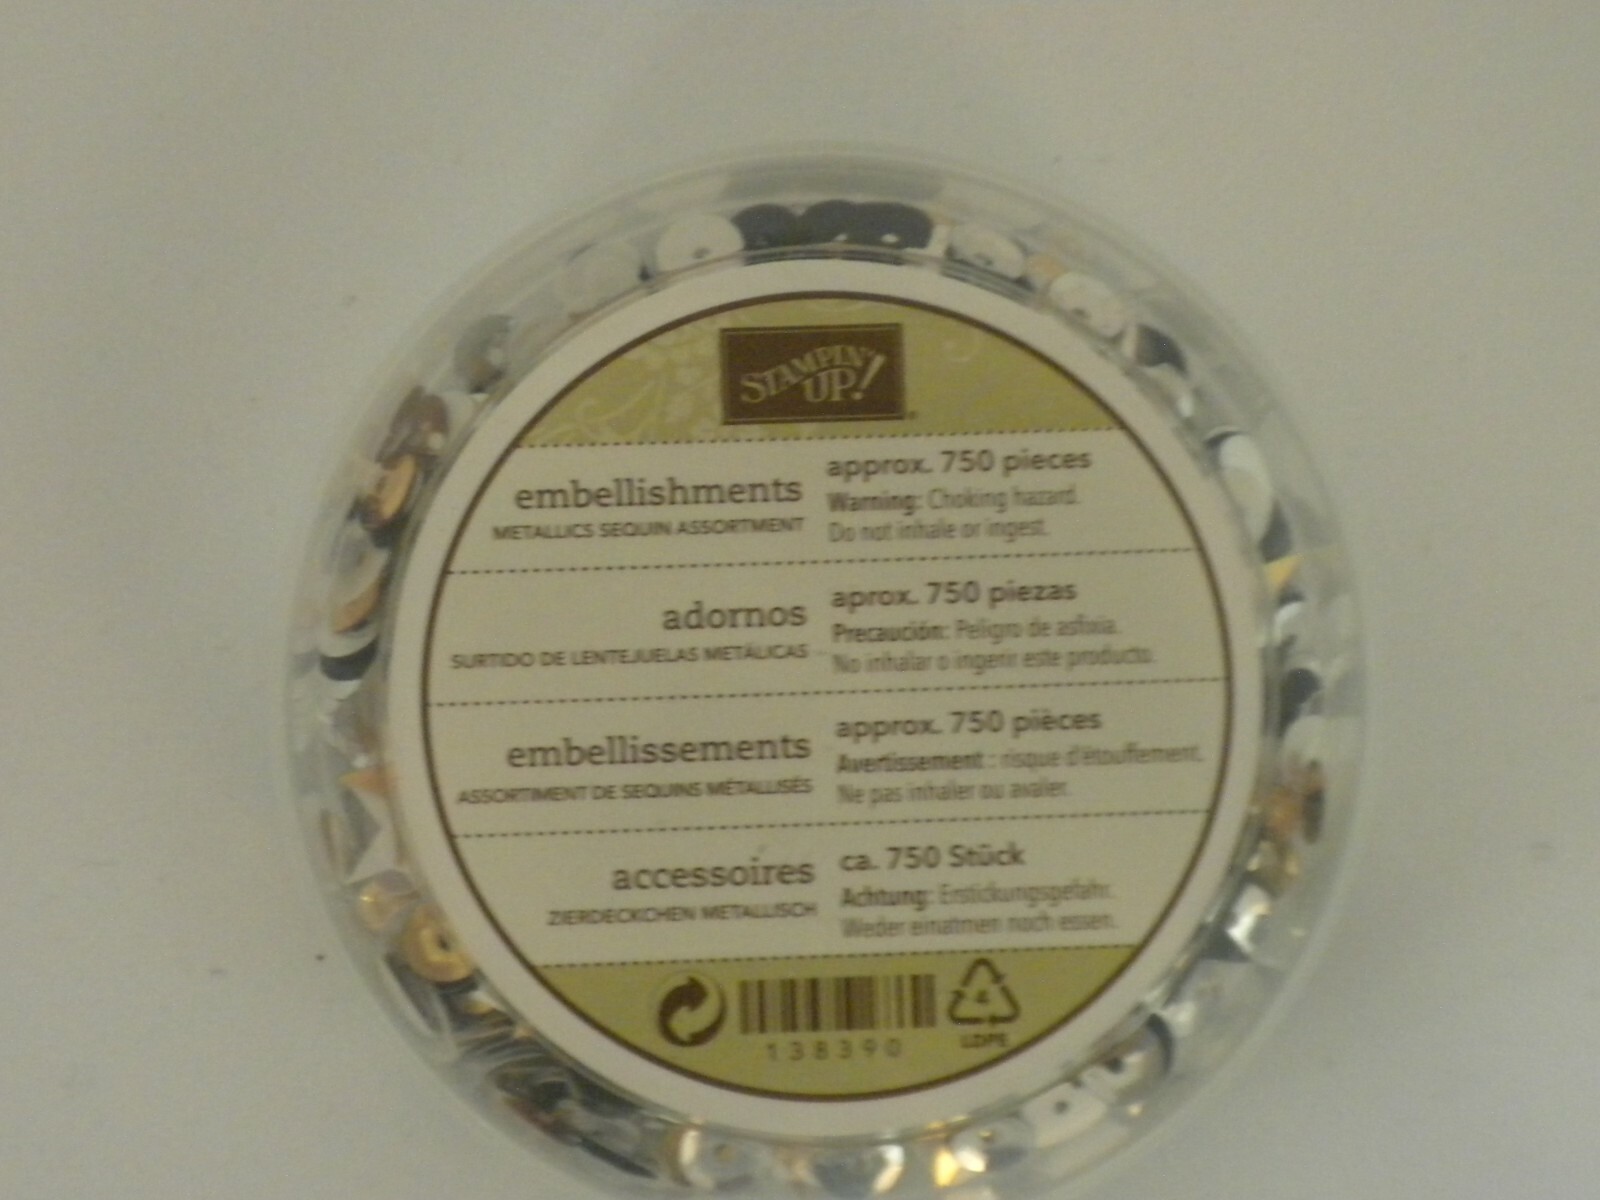 STAMPIN' UP!
embellishments
METALLICS SEQUIN ASSORTMENT
approx. 750 pieces
Warning: Choking hazard.
Do not inhale or ingest.
adornos
SURTIDO DE LENTEJUELAS METÁLICAS
aprox. 750 piezas
Precaución: Peligro de asfixia.
No inhalar o ingerir este producto.
embellissements
ASSORTIMENT DE SEQUINS MÉTALLISÉS
approx. 750 pièces
Avertissement : risque d'étouffement.
Ne pas inhaler ou avaler.
accessoires
ZIERDECKCHEN METALLISCH
ca. 750 Stück
Achtung: Erstickungsgefahr.
Weder einatmen noch essen.
138390
4
LDPE